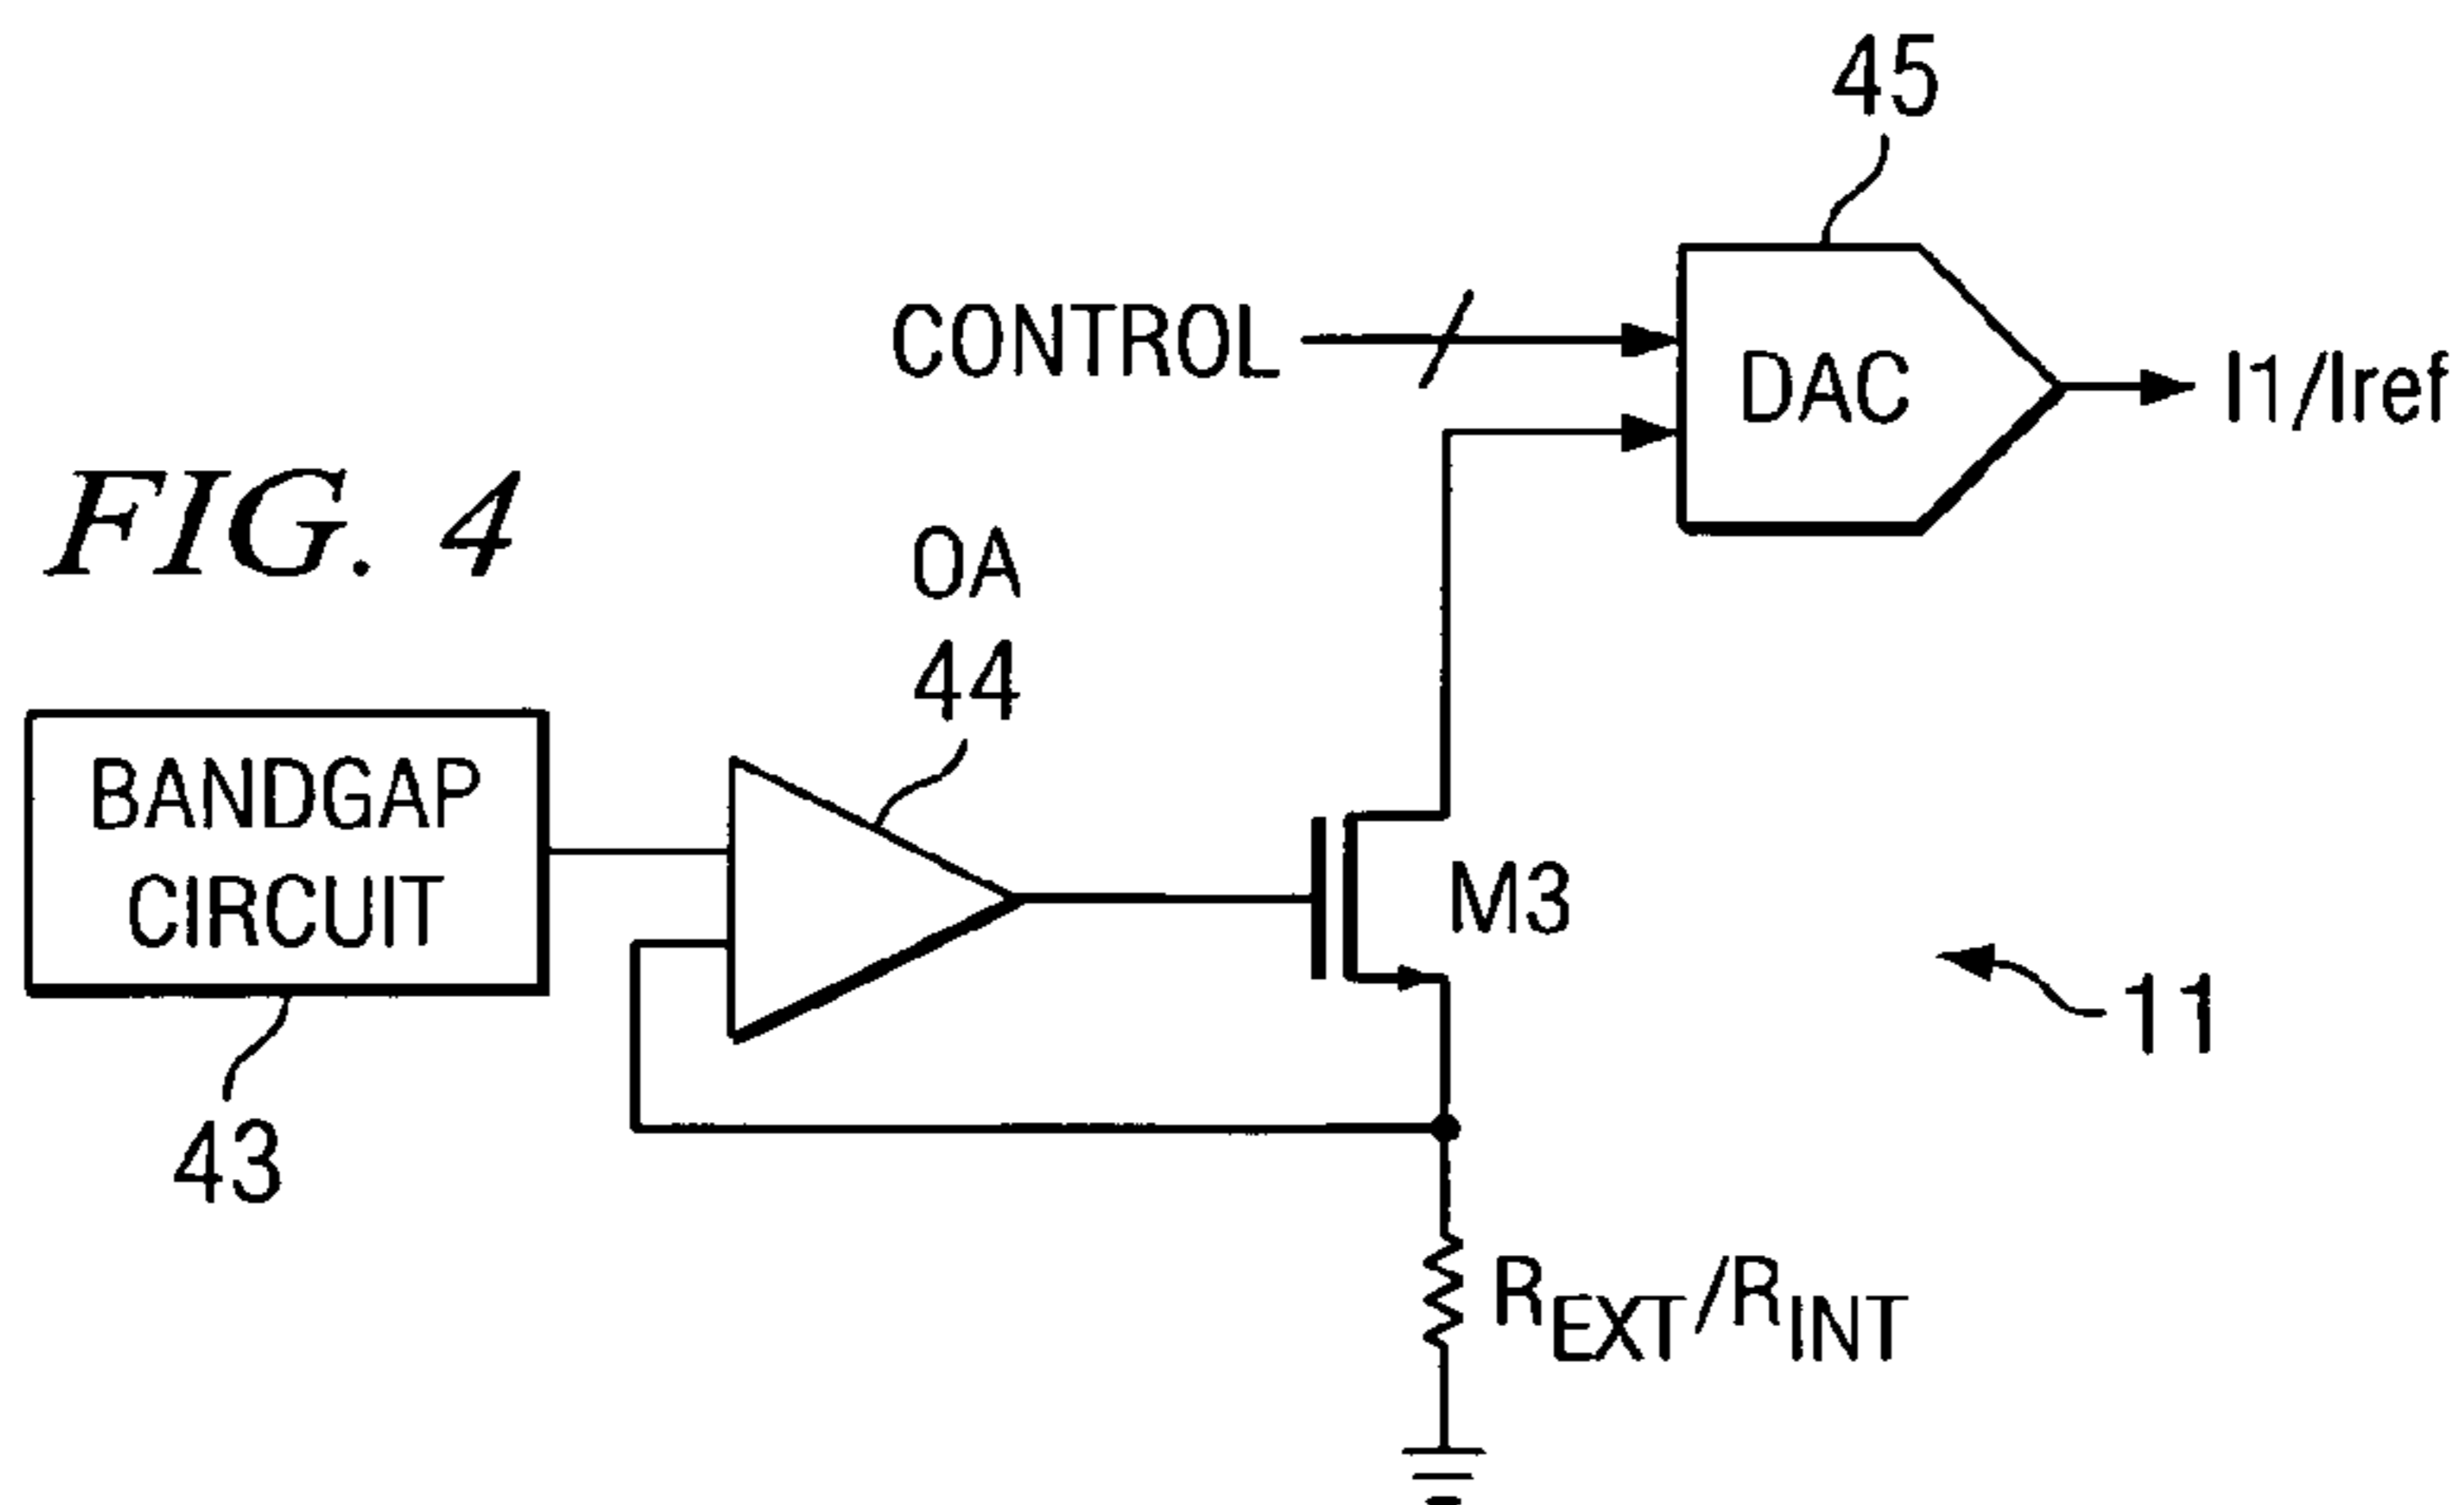 45
CONTROL
DAC
I1/Iref
FIG. 4
OA
44
BANDGAP
CIRCUIT
M3
11
43
REXT/RINT